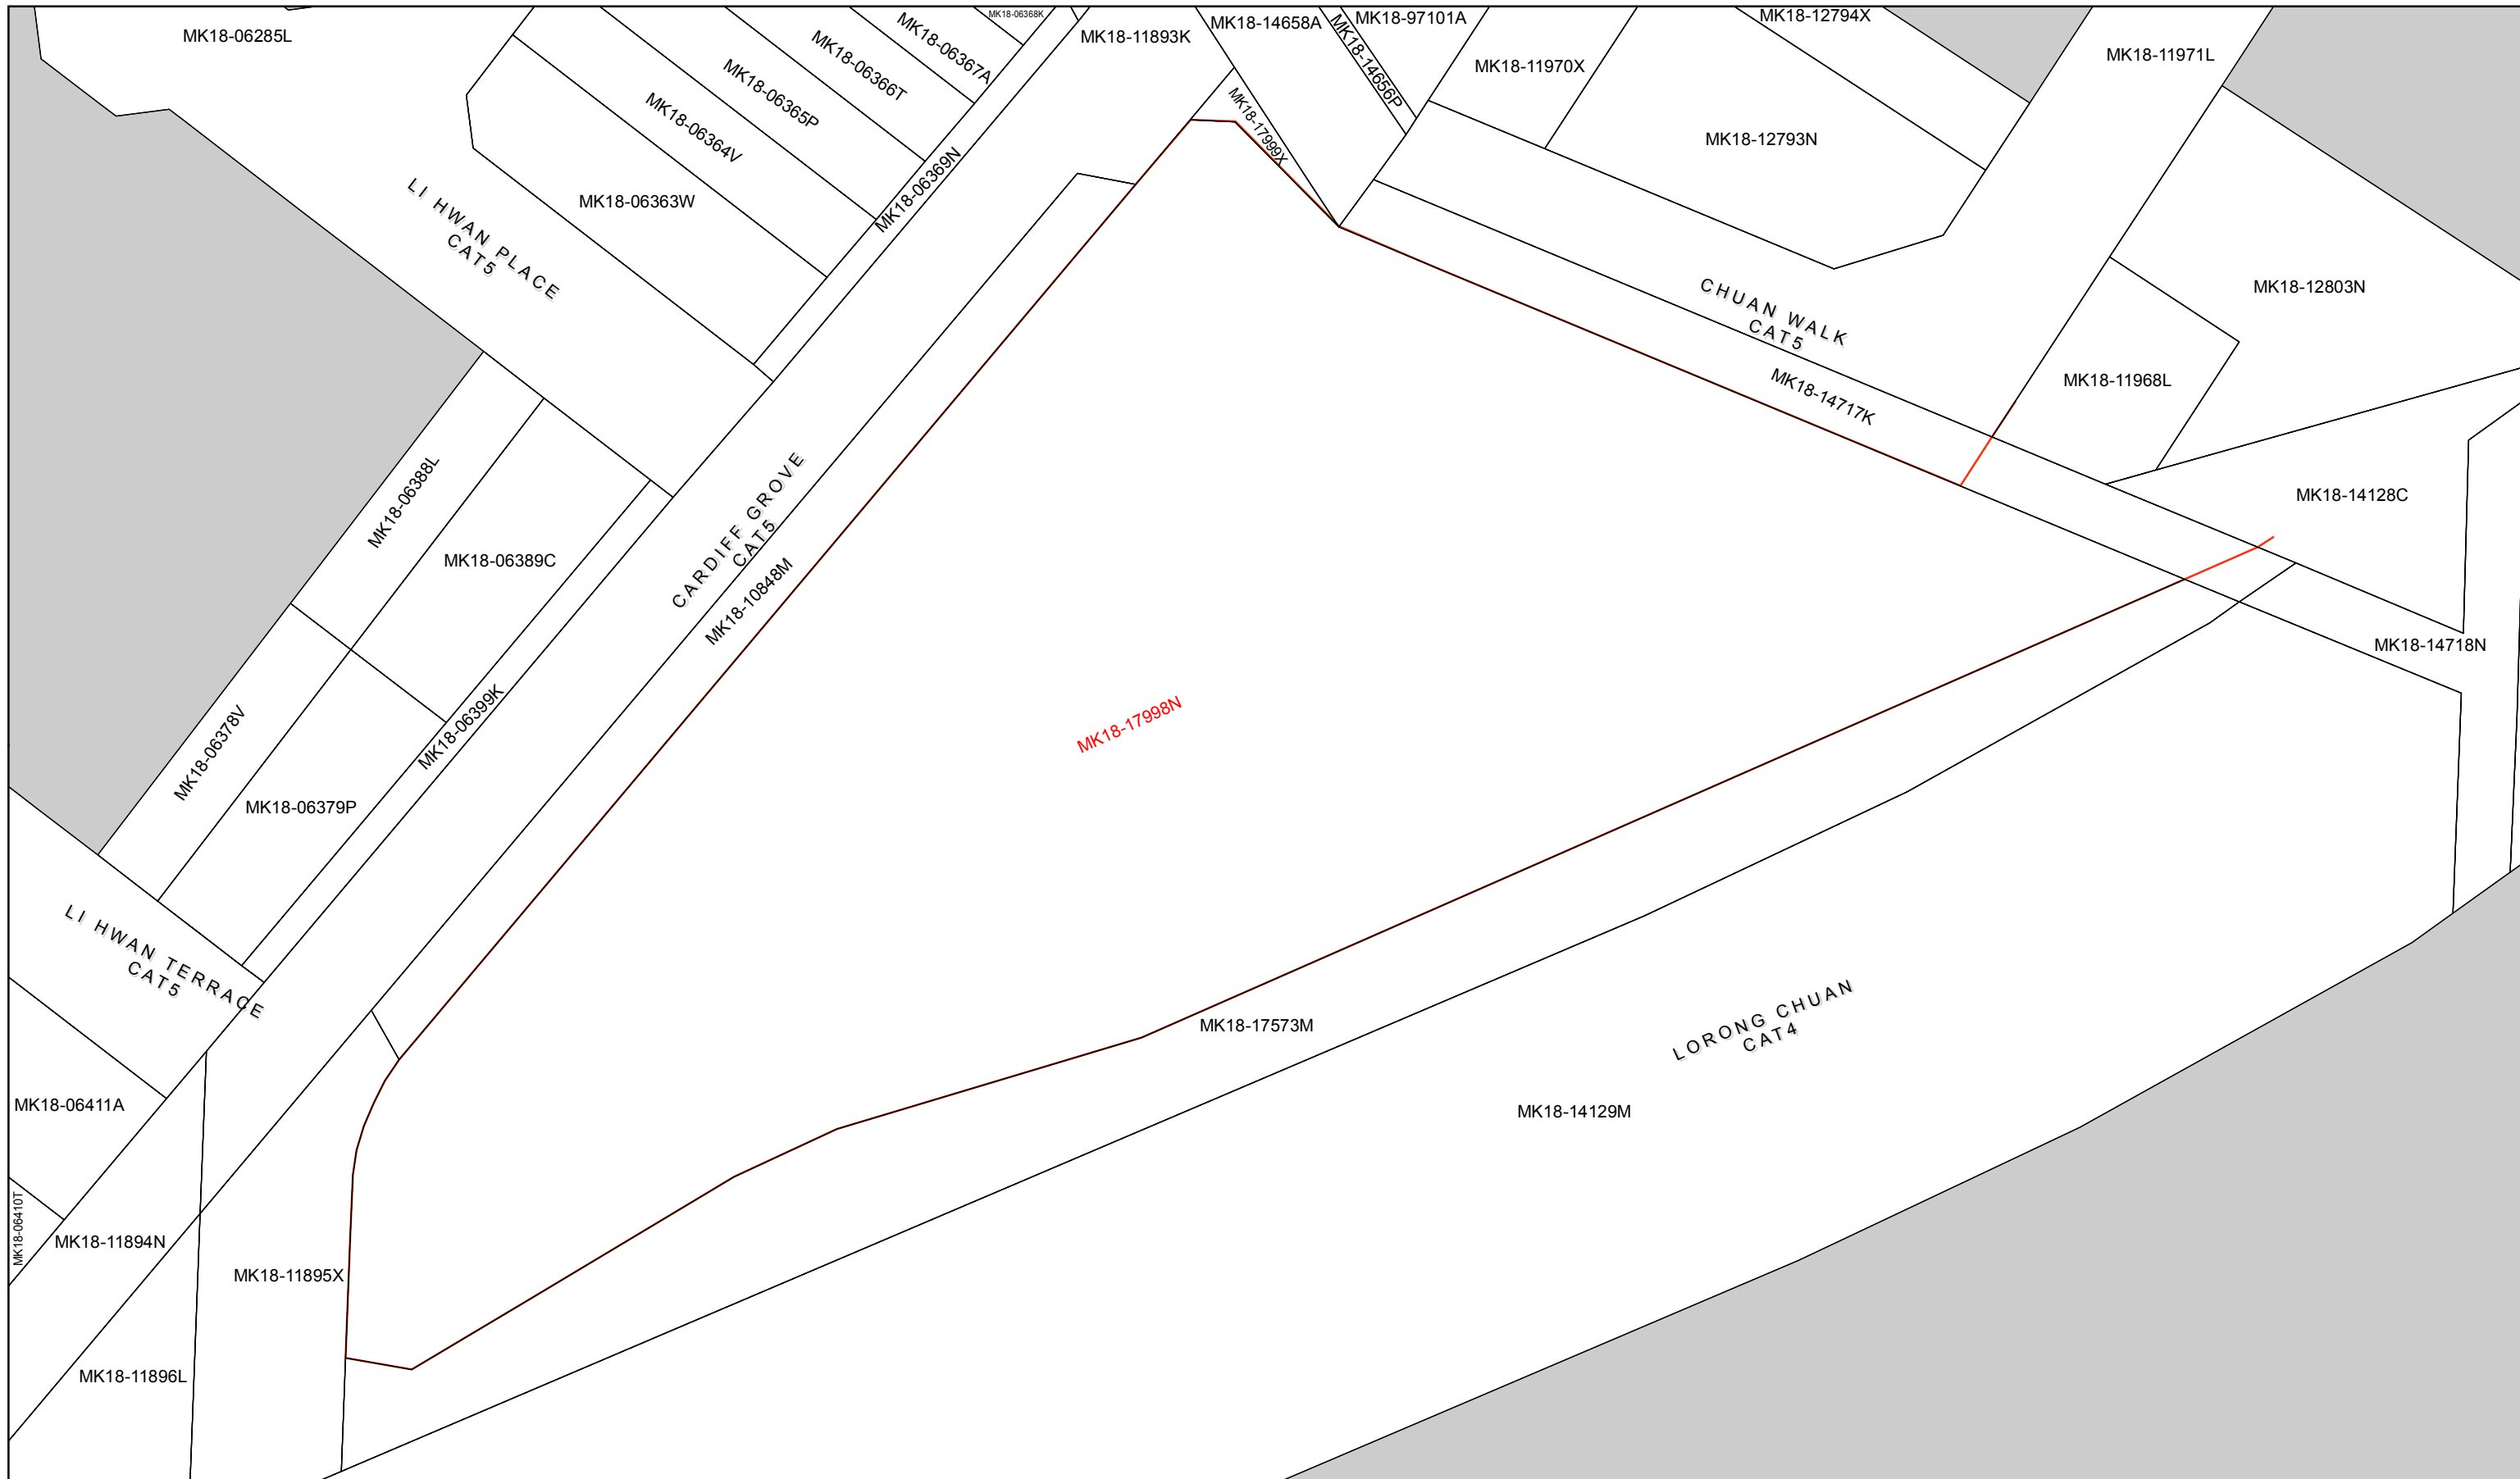 MK18-06285L
MK18-06368K
MK18-06367A
MK18-11893K
MK18-14658A
MK18-97101A
MK18-12794X
MK18-11971L
MK18-06366T
MK18-06365P
MK18-06364V
MK18-14656P
MK18-11970X
MK18-17999X
MK18-12793N
MK18-06363W
MK18-06369N
LI HWAN PLACE
CAT5
CHUAN WALK
CAT5
MK18-12803N
MK18-11968L
MK18-14717K
MK18-06388L
MK18-06389C
CARDIFF GROVE
CAT5
MK18-10848M
MK18-14128C
MK18-14718N
MK18-17998N
MK18-06399K
MK18-06378V
MK18-06379P
LI HWAN TERRACE
CAT5
MK18-17573M
LORONG CHUAN
CAT4
MK18-06411A
MK18-14129M
MK18-06410T
MK18-11894N
MK18-11895X
MK18-11896L